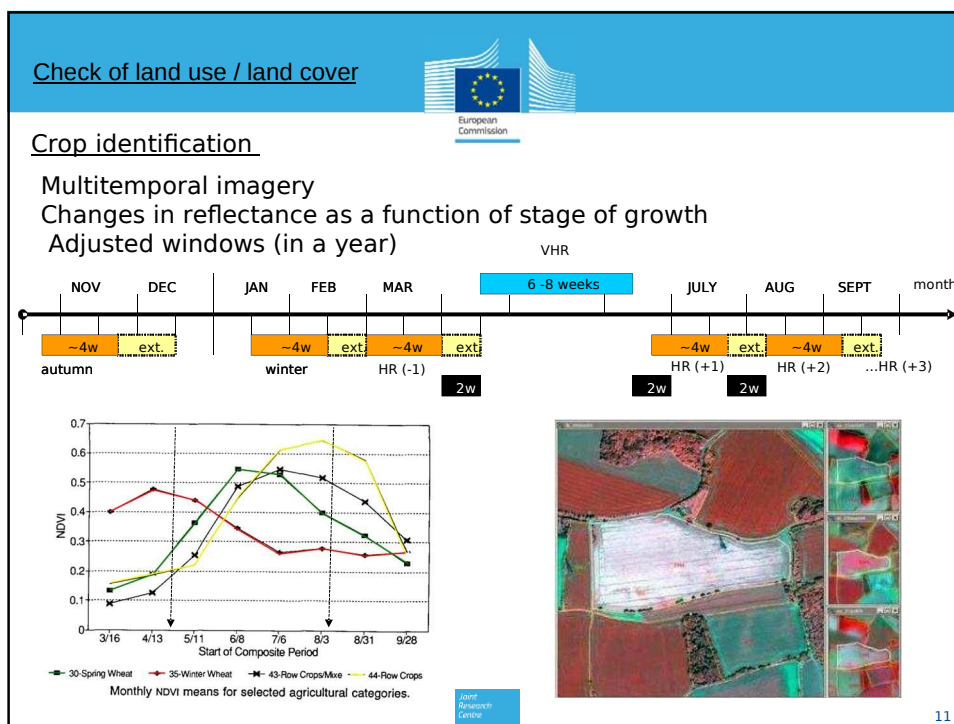 Check of land use / land cover
European
Commission
Crop identification
Multitemporal imagery
Changes in reflectance as a function of stage of growth
Adjusted windows (in a year)
VHR
NOV DEC JAN FEB MAR 6 -8 weeks JULY AUG SEPT month
~4w ext. ~4w ext. ~4w ext. ~4w ext. ~4w ext.
autumn winter HR (-1) HR (+1) HR (+2) ...HR (+3)
2w 2w 2w
0.7
0.6
0.5
0.4
0.3
0.2
0.1
0
NDVI
3/16 4/13 5/11 6/8 7/6 8/3 8/31 9/28
Start of Composite Period
30-Spring Wheat 35-Winter Wheat 43-Row Crops/Mixe 44-Row Crops
Monthly NDVI means for selected agricultural categories.
Joint
Research
Centre
11